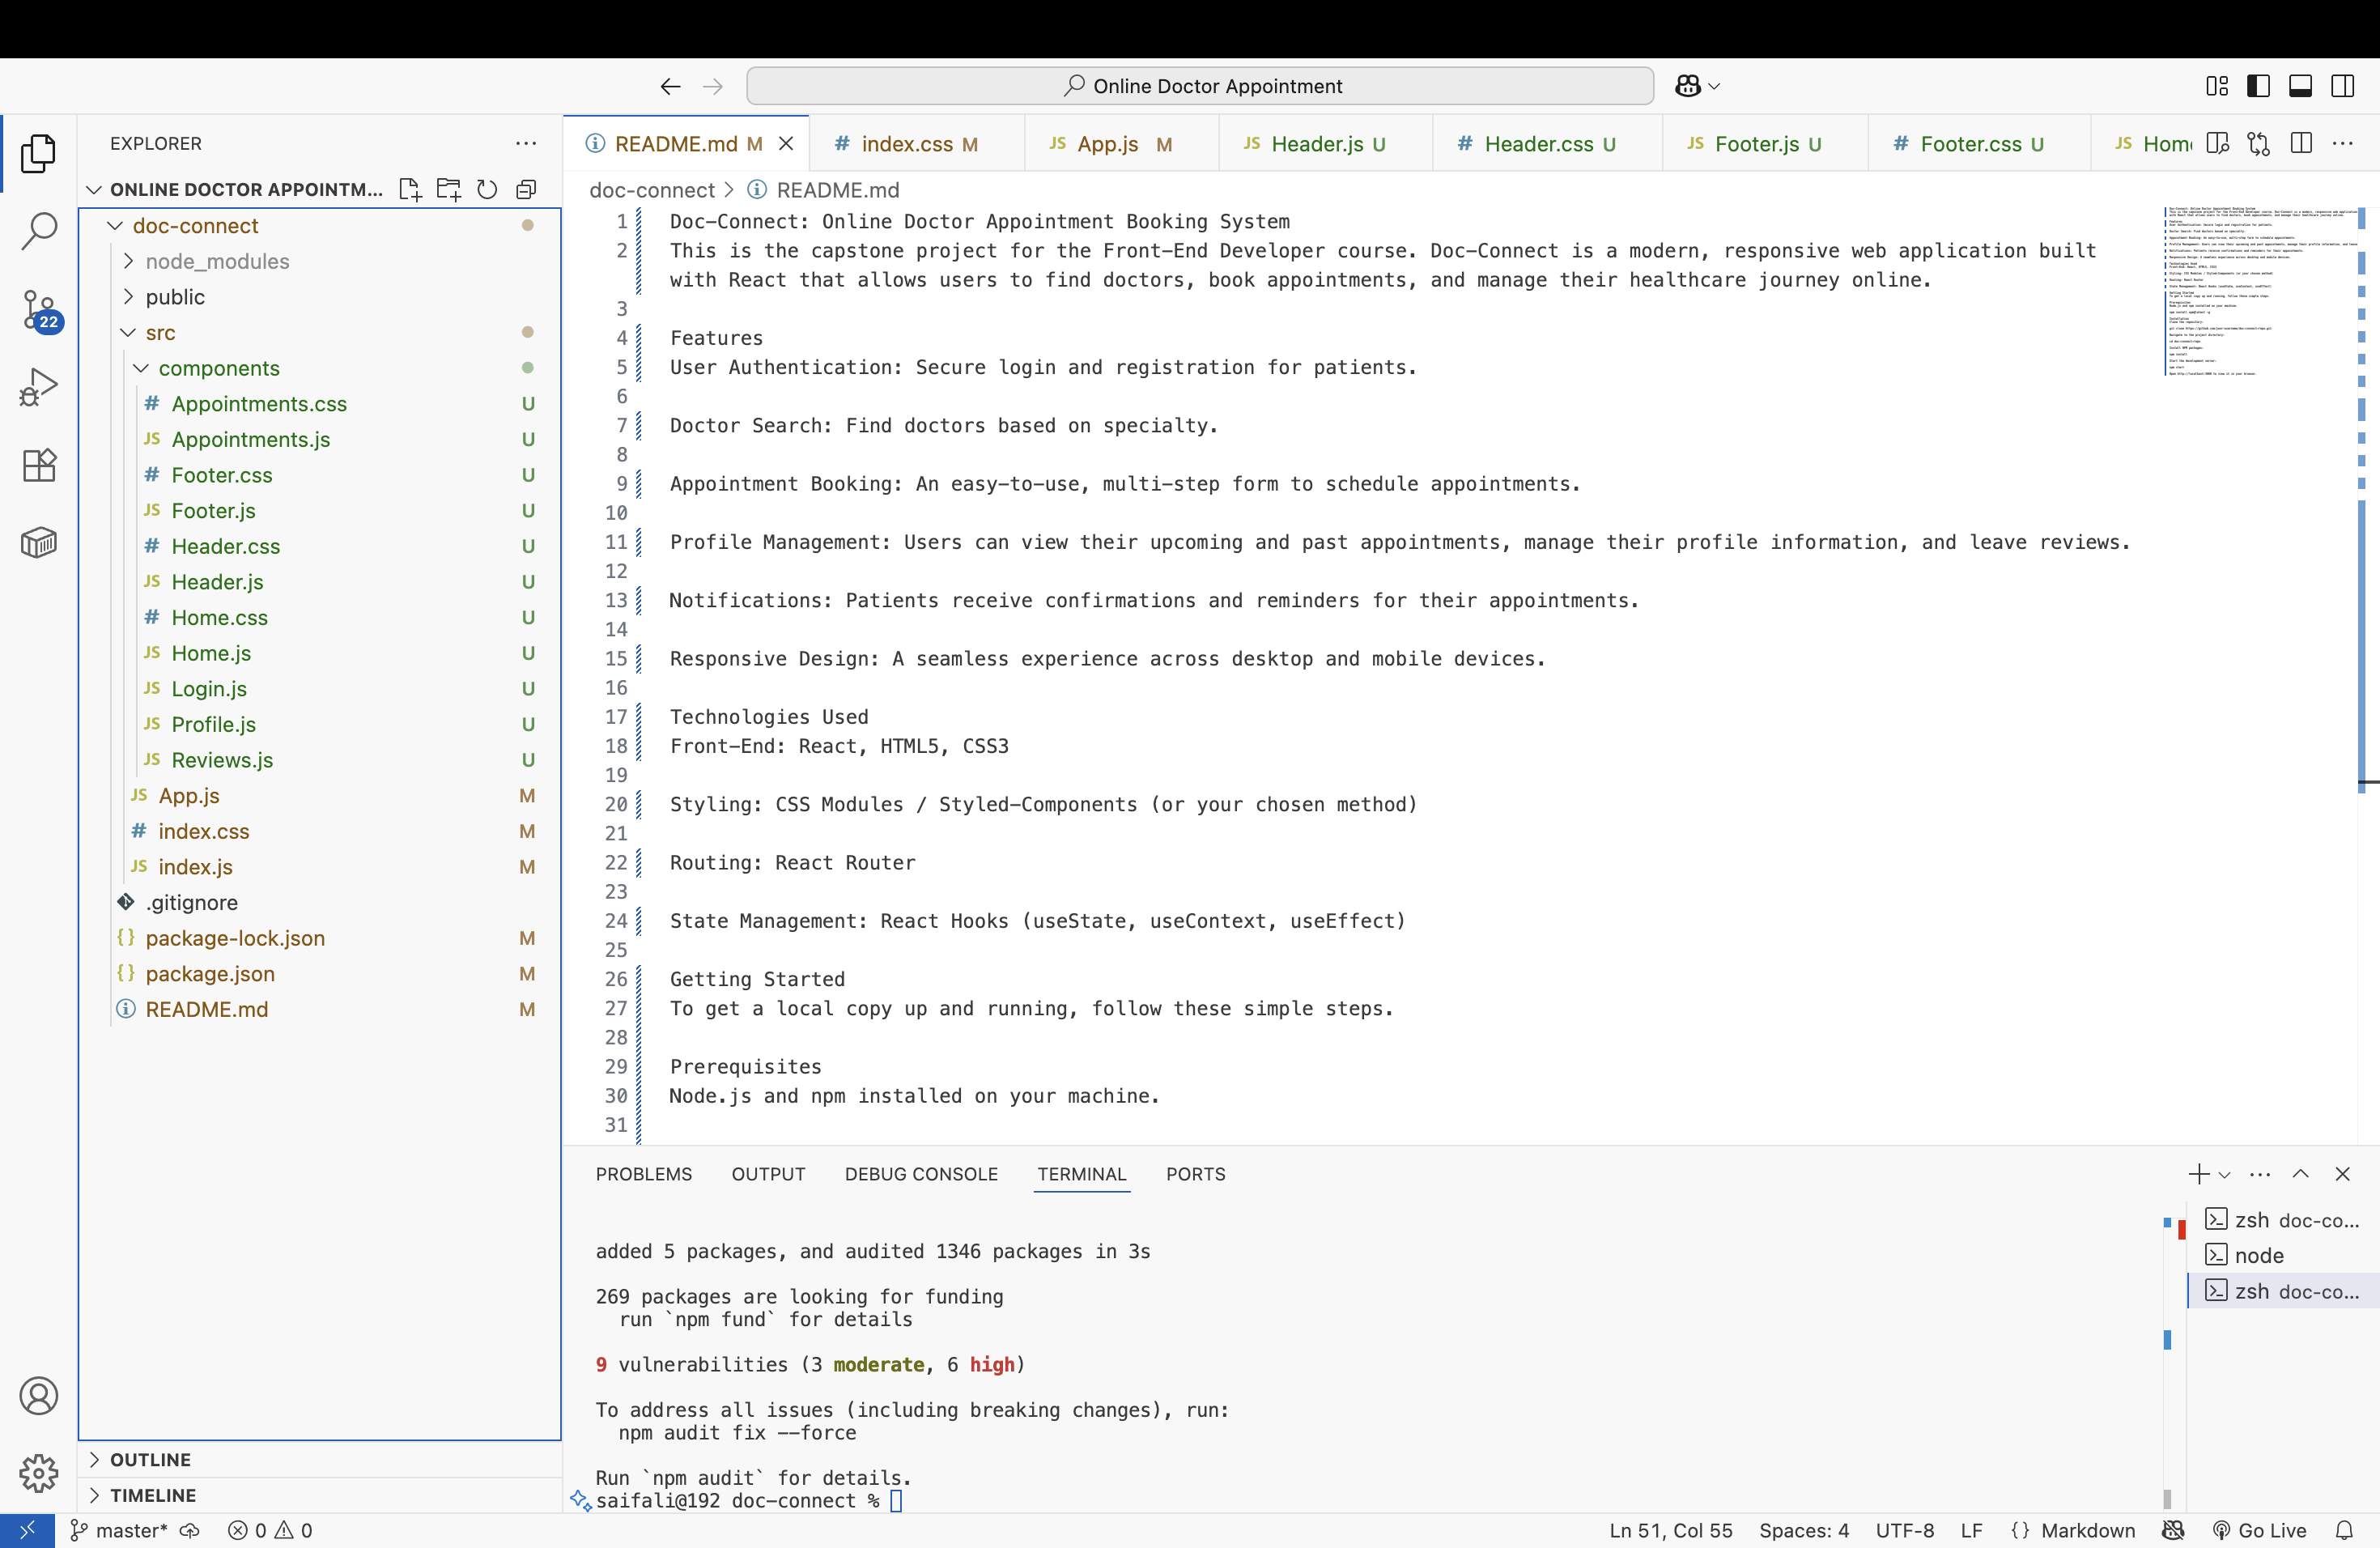 Online Doctor Appointment
EXPLORER
ONLINE DOCTOR APPOINTM...
doc-connect
node_modules
public
src
components
# Appointments.css U
JS Appointments.js U
# Footer.css U
JS Footer.js U
# Header.css U
JS Header.js U
# Home.css U
JS Home.js U
JS Login.js U
JS Profile.js U
JS Reviews.js U
JS App.js M
# index.css M
JS index.js M
.gitignore
{} package-lock.json M
{} package.json M
README.md M
OUTLINE
TIMELINE
22
README.md M
# index.css M
JS App.js M
JS Header.js U
# Header.css U
JS Footer.js U
# Footer.css U
JS Hom
doc-connect > README.md
1 Doc-Connect: Online Doctor Appointment Booking System
2 This is the capstone project for the Front-End Developer course. Doc-Connect is a modern, responsive web application built
with React that allows users to find doctors, book appointments, and manage their healthcare journey online.
3
4 Features
5 User Authentication: Secure login and registration for patients.
6
7 Doctor Search: Find doctors based on specialty.
8
9 Appointment Booking: An easy-to-use, multi-step form to schedule appointments.
10
11 Profile Management: Users can view their upcoming and past appointments, manage their profile information, and leave reviews.
12
13 Notifications: Patients receive confirmations and reminders for their appointments.
14
15 Responsive Design: A seamless experience across desktop and mobile devices.
16
17 Technologies Used
18 Front-End: React, HTML5, CSS3
19
20 Styling: CSS Modules / Styled-Components (or your chosen method)
21
22 Routing: React Router
23
24 State Management: React Hooks (useState, useContext, useEffect)
25
26 Getting Started
27 To get a local copy up and running, follow these simple steps.
28
29 Prerequisites
30 Node.js and npm installed on your machine.
31
PROBLEMS OUTPUT DEBUG CONSOLE TERMINAL PORTS
added 5 packages, and audited 1346 packages in 3s
269 packages are looking for funding
run `npm fund` for details
9 vulnerabilities (3 moderate, 6 high)
To address all issues (including breaking changes), run:
npm audit fix --force
Run `npm audit` for details.
saifali@192 doc-connect %
zsh doc-co...
node
zsh doc-co...
master* 0 0
Ln 51, Col 55 Spaces: 4 UTF-8 LF {} Markdown Go Live